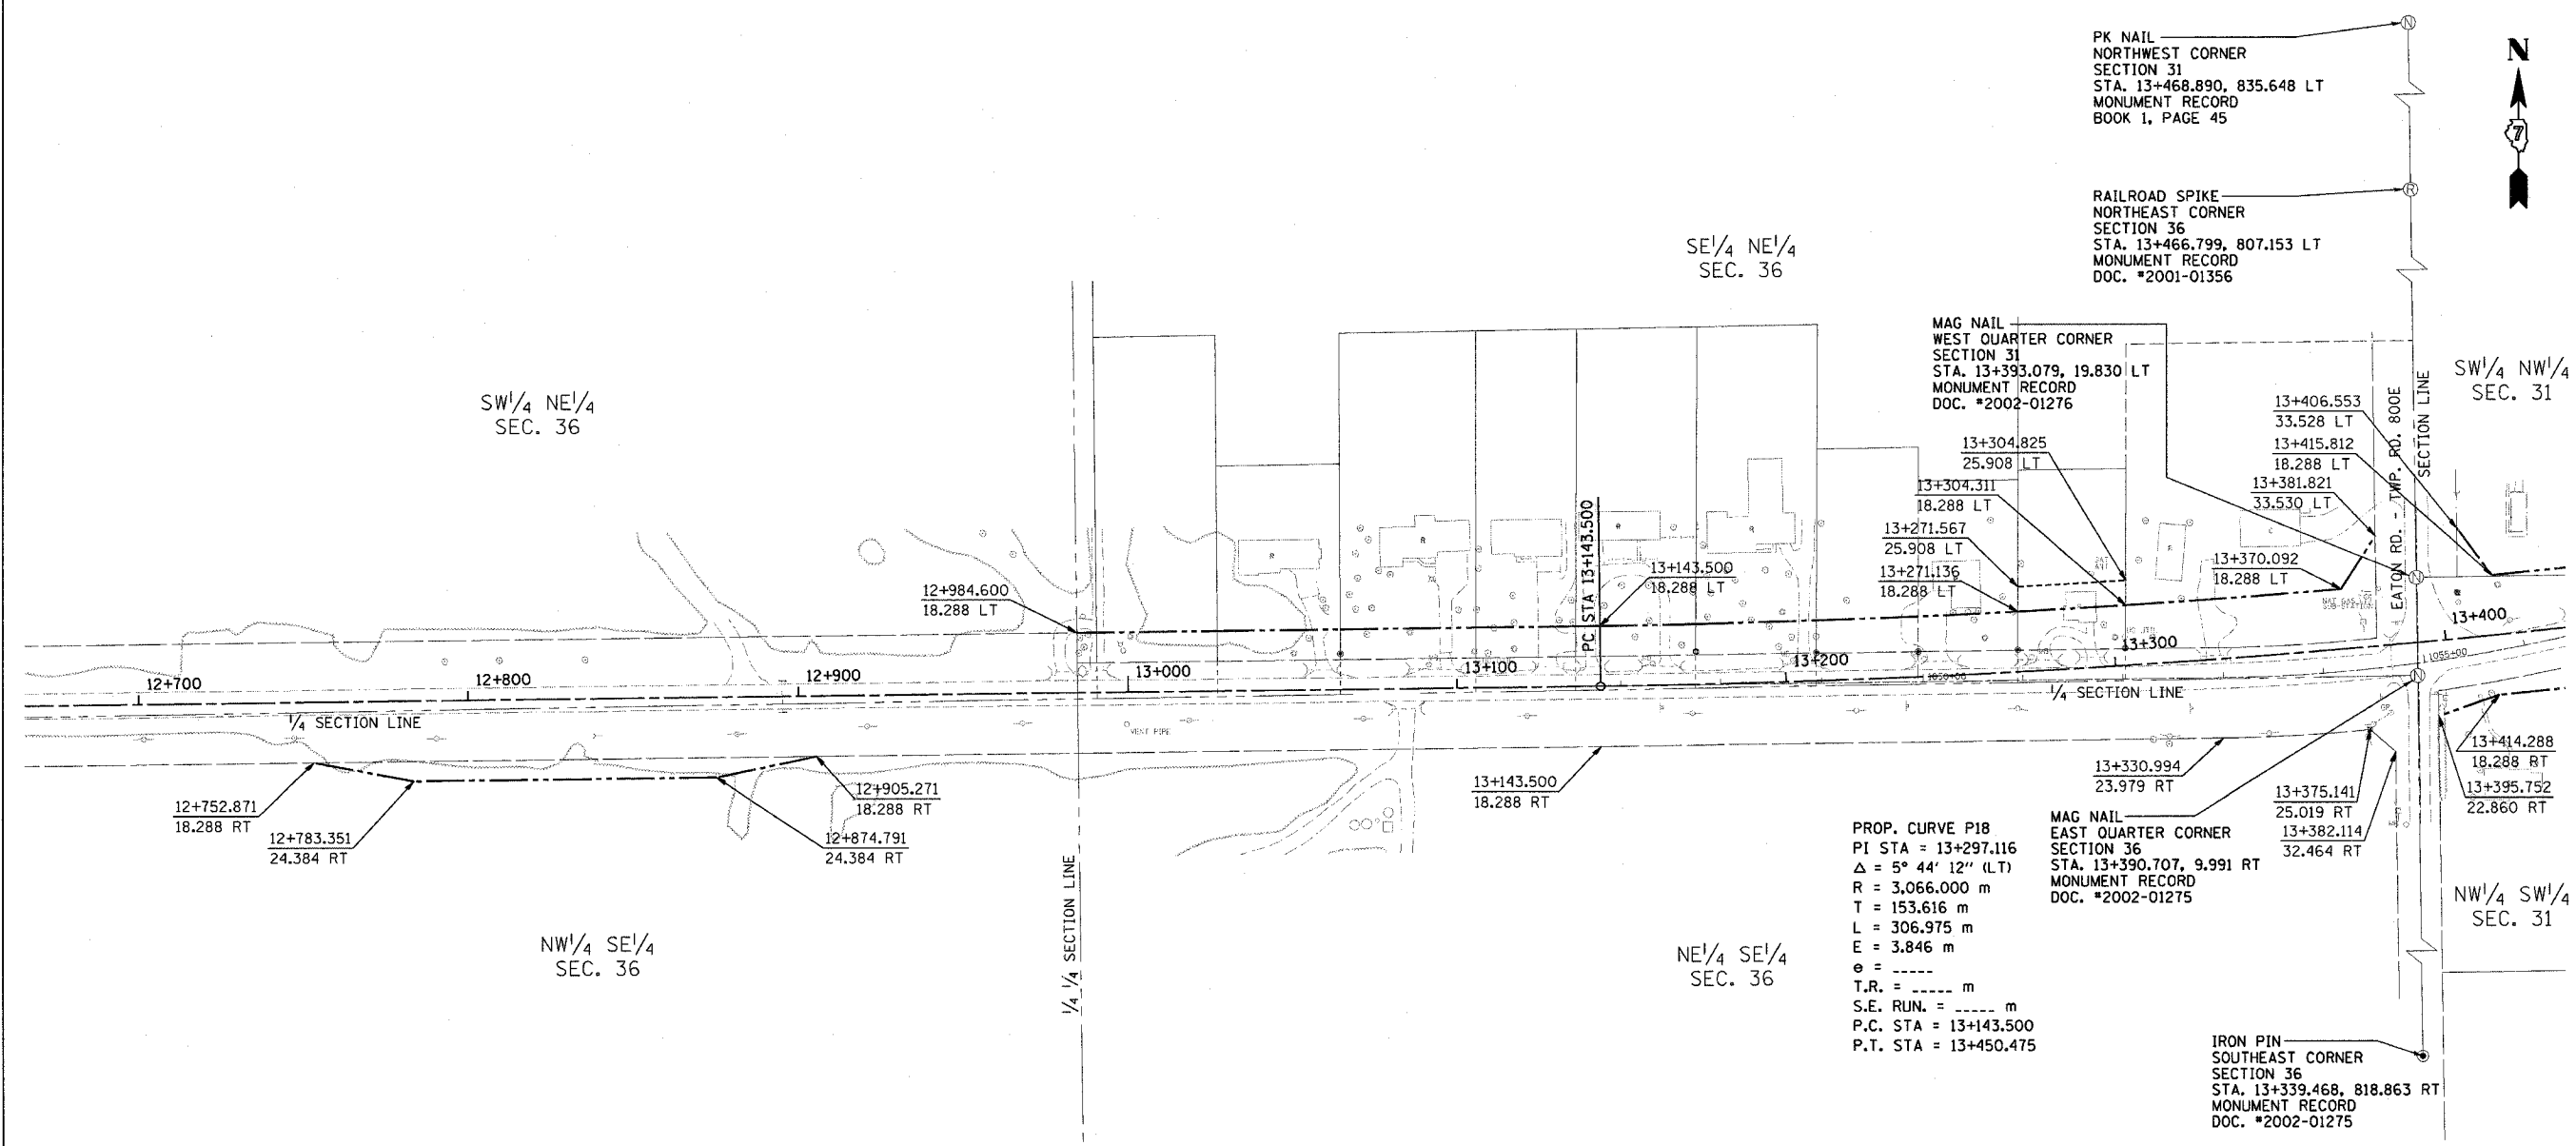 PK NAIL
NORTHWEST CORNER
SECTION 31
STA. 13+468.890, 835.648 LT
MONUMENT RECORD
BOOK 1, PAGE 45
N
N
7
RAILROAD SPIKE
NORTHEAST CORNER
SECTION 36
STA. 13+466.799, 807.153 LT
MONUMENT RECORD
DOC. #2001-01356
R
SE1/4 NE1/4
SEC. 36
MAG NAIL
WEST QUARTER CORNER
SECTION 31
STA. 13+393.079, 19.830 LT
MONUMENT RECORD
DOC. #2002-01276
SW1/4 NW1/4
SEC. 31
SW1/4 NE1/4
SEC. 36
13+406.553
33.528 LT
13+415.812
18.288 LT
13+381.821
33.530 LT
13+370.092
18.288 LT
EATON RD. - TWP. RD. 800E
SECTION LINE
13+304.825
25.908 LT
13+304.311
18.288 LT
13+271.567
25.908 LT
13+271.136
18.288 LT
PC STA 13+143.500
13+143.500
18.288 LT
12+984.600
18.288 LT
N
12+700
12+800
12+900
13+000
13+100
13+200
13+300
13+400
1055+00
1050+00
N
1/4 SECTION LINE
1/4 SECTION LINE
VENT PIPE
12+752.871
18.288 RT
12+783.351
24.384 RT
12+874.791
24.384 RT
12+905.271
18.288 RT
13+143.500
18.288 RT
13+330.994
23.979 RT
13+375.141
25.019 RT
13+382.114
32.464 RT
13+414.288
18.288 RT
13+395.752
22.860 RT
MAG NAIL
EAST QUARTER CORNER
SECTION 36
STA. 13+390.707, 9.991 RT
MONUMENT RECORD
DOC. #2002-01275
PROP. CURVE P18
PI STA = 13+297.116
Δ = 5° 44' 12" (LT)
R = 3,066.000 m
T = 153.616 m
L = 306.975 m
E = 3.846 m
e = -----
T.R. = ----- m
S.E. RUN. = ----- m
P.C. STA = 13+143.500
P.T. STA = 13+450.475
1/4 1/4 SECTION LINE
NW1/4 SE1/4
SEC. 36
NE1/4 SE1/4
SEC. 36
NW1/4 SW1/4
SEC. 31
IRON PIN
SOUTHEAST CORNER
SECTION 36
STA. 13+339.468, 818.863 RT
MONUMENT RECORD
DOC. #2002-01275